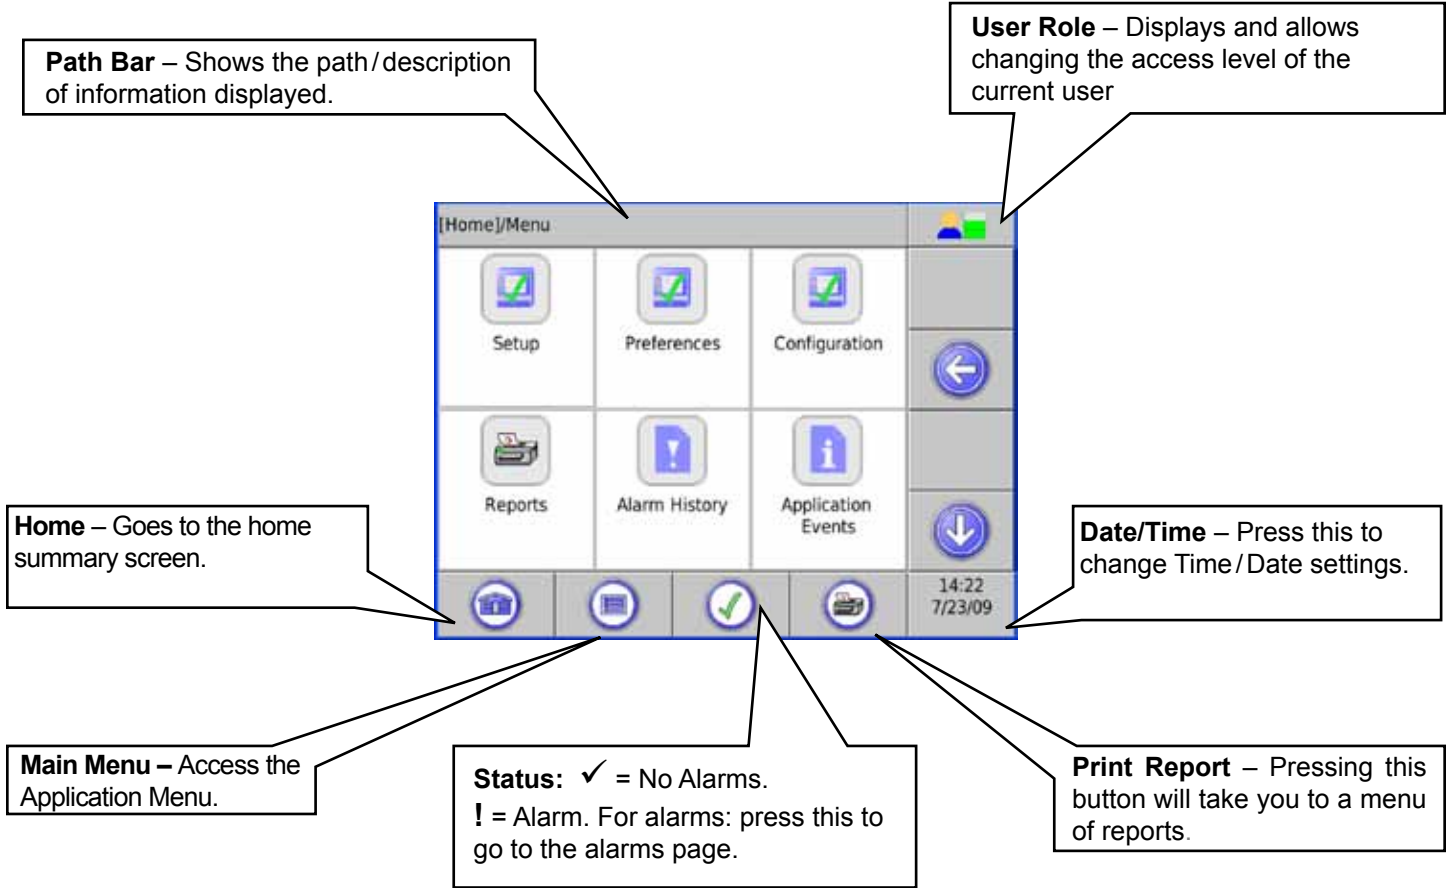 Path Bar – Shows the path/description
of information displayed.
User Role – Displays and allows
changing the access level of the
current user
[Home]/Menu
Setup
Preferences
Configuration
Reports
Alarm History
Application
Events
14:22
7/23/09
Home – Goes to the home
summary screen.
Date/Time – Press this to
change Time/Date settings.
Main Menu – Access the
Application Menu.
Status: ✓ = No Alarms.
! = Alarm. For alarms: press this to
go to the alarms page.
Print Report – Pressing this
button will take you to a menu
of reports.